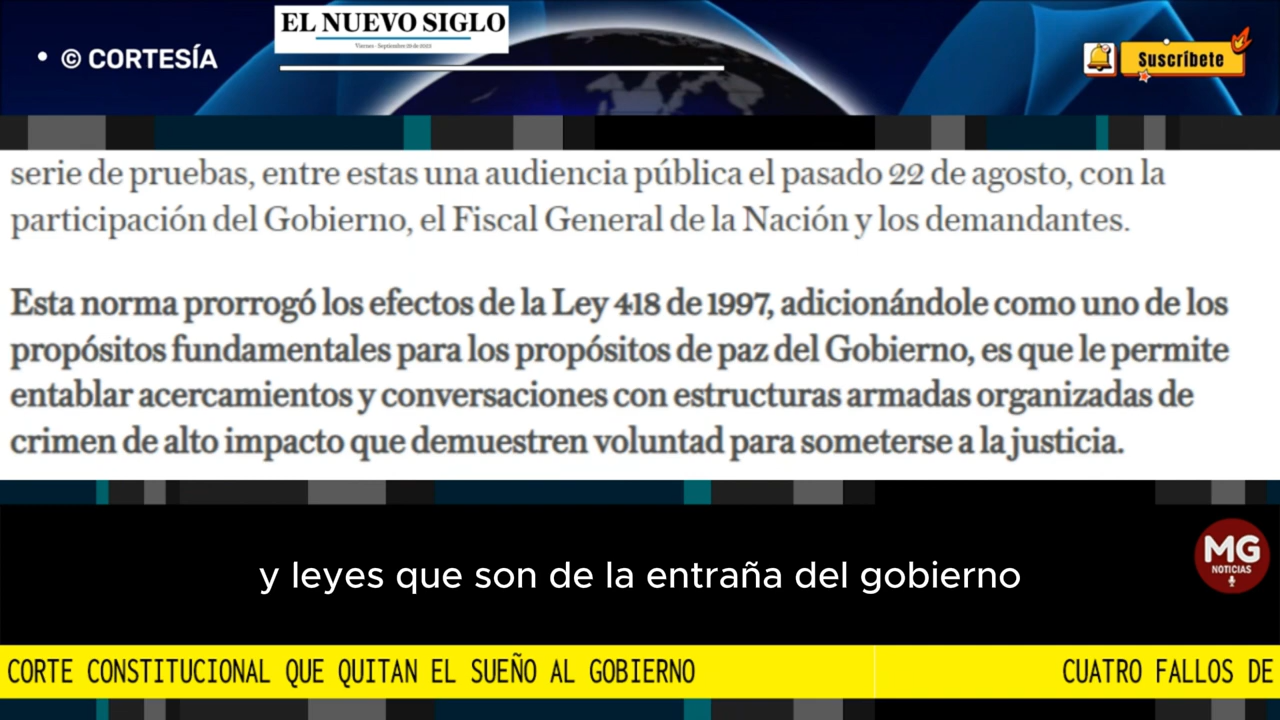 • © CORTESÍA
EL NUEVO SIGLO
Suscríbete
serie de pruebas, entre estas una audiencia pública el pasado 22 de agosto, con la
participación del Gobierno, el Fiscal General de la Nación y los demandantes.
Esta norma prorrogó los efectos de la Ley 418 de 1997, adicionándole como uno de los
propósitos fundamentales para los propósitos de paz del Gobierno, es que le permite
entablar acercamientos y conversaciones con estructuras armadas organizadas de
crimen de alto impacto que demuestren voluntad para someterse a la justicia.
y leyes que son de la entraña del gobierno
MG
NOTICIAS
CORTE CONSTITUCIONAL QUE QUITAN EL SUEÑO AL GOBIERNO
CUATRO FALLOS DE